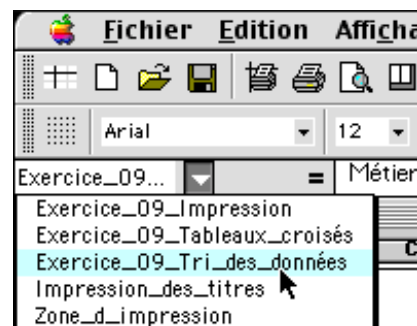 Fichier Edition Afficha
Arial 12
Exercice_09... = Métier
Exercice_09_Impression
Exercice_09_Tableaux_croisés
Exercice_09_Tri_des_données
Impression_des_titres
Zone_d_impression
C